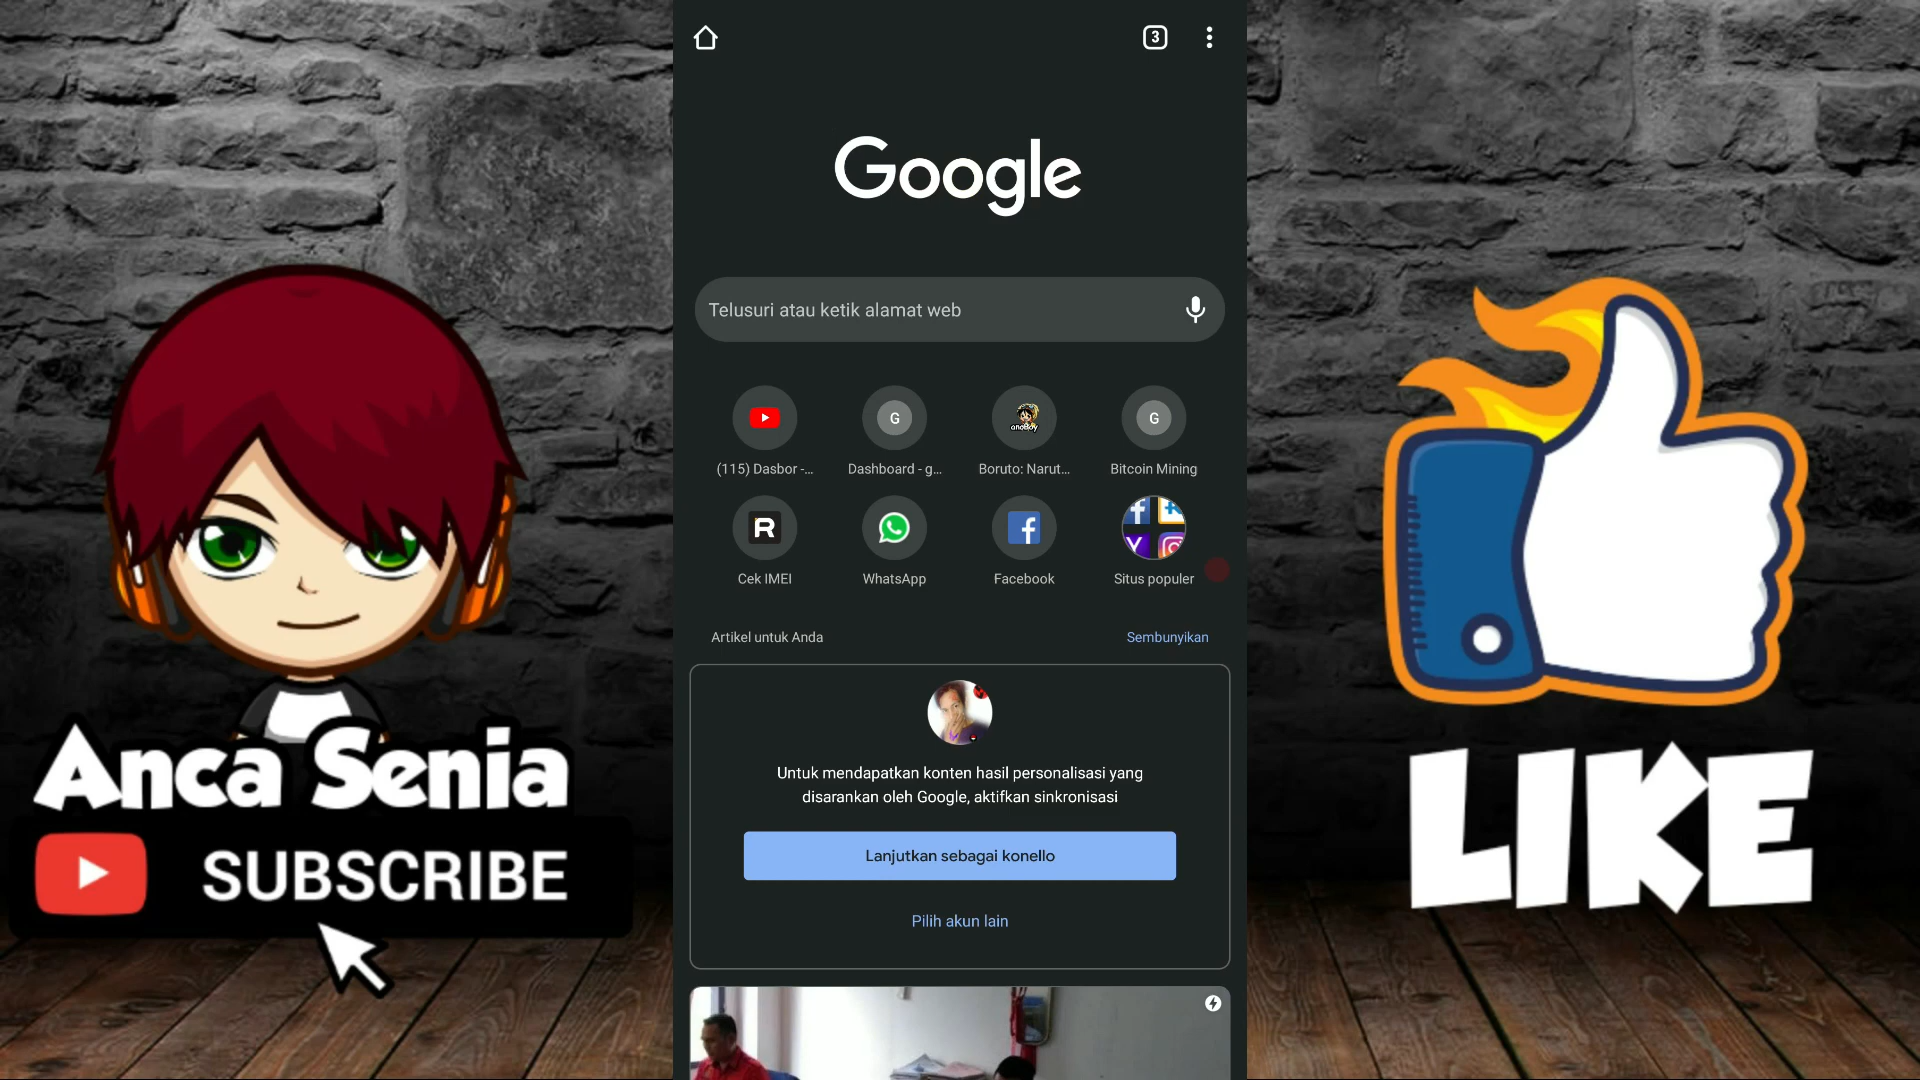 3
Google
Telusuri atau ketik alamat web
G
anoBoy
G
(115) Dasbor -...
Dashboard - g...
Boruto: Narut...
Bitcoin Mining
R
Cek IMEI
WhatsApp
Facebook
Situs populer
Artikel untuk Anda
Sembunyikan
Untuk mendapatkan konten hasil personalisasi yang
disarankan oleh Google, aktifkan sinkronisasi
Lanjutkan sebagai konello
Pilih akun lain
Anca Senia
SUBSCRIBE
LIKE